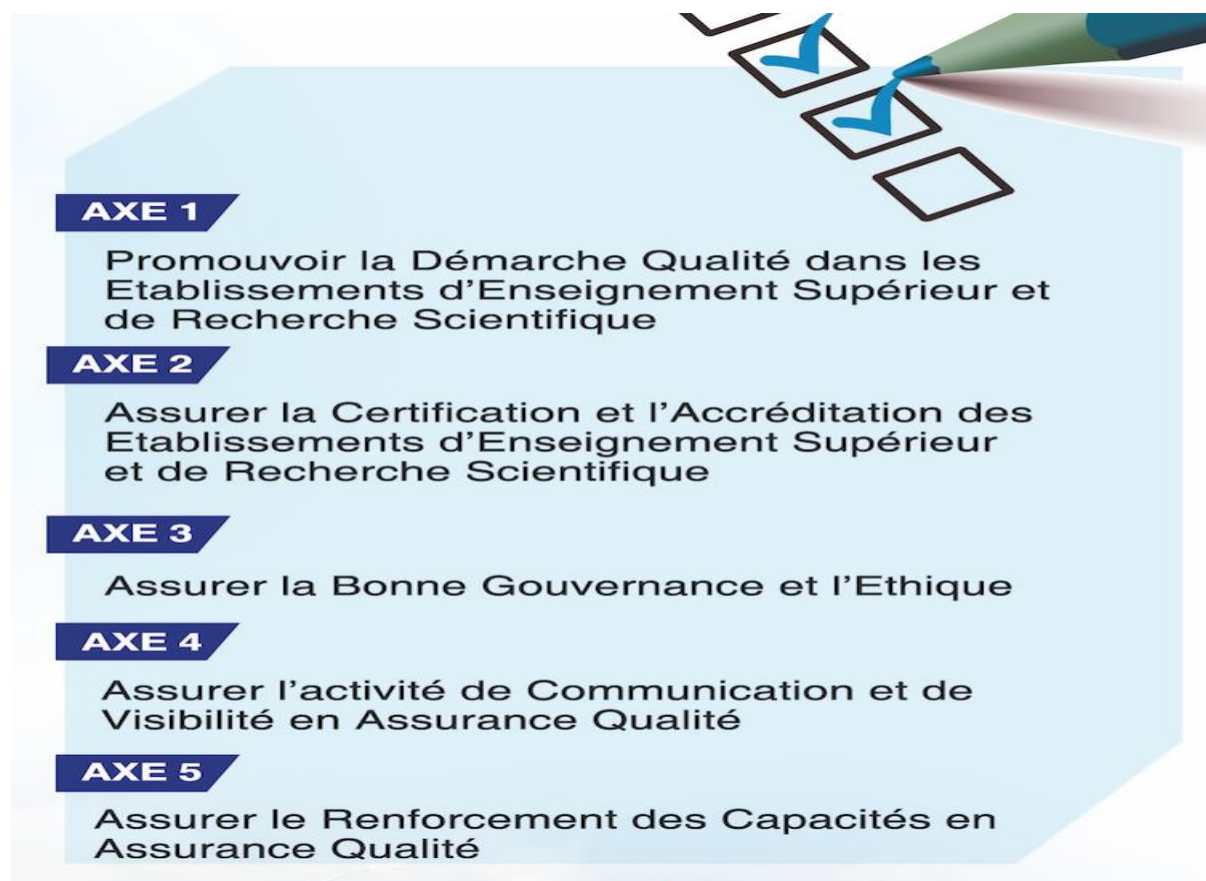 AXE 1
Promouvoir la Démarche Qualité dans les
Etablissements d’Enseignement Supérieur et
de Recherche Scientifique
AXE 2
Assurer la Certification et l’Accréditation des
Etablissements d’Enseignement Supérieur
et de Recherche Scientifique
AXE 3
Assurer la Bonne Gouvernance et l’Ethique
AXE 4
Assurer l’activité de Communication et de
Visibilité en Assurance Qualité
AXE 5
Assurer le Renforcement des Capacités en
Assurance Qualité